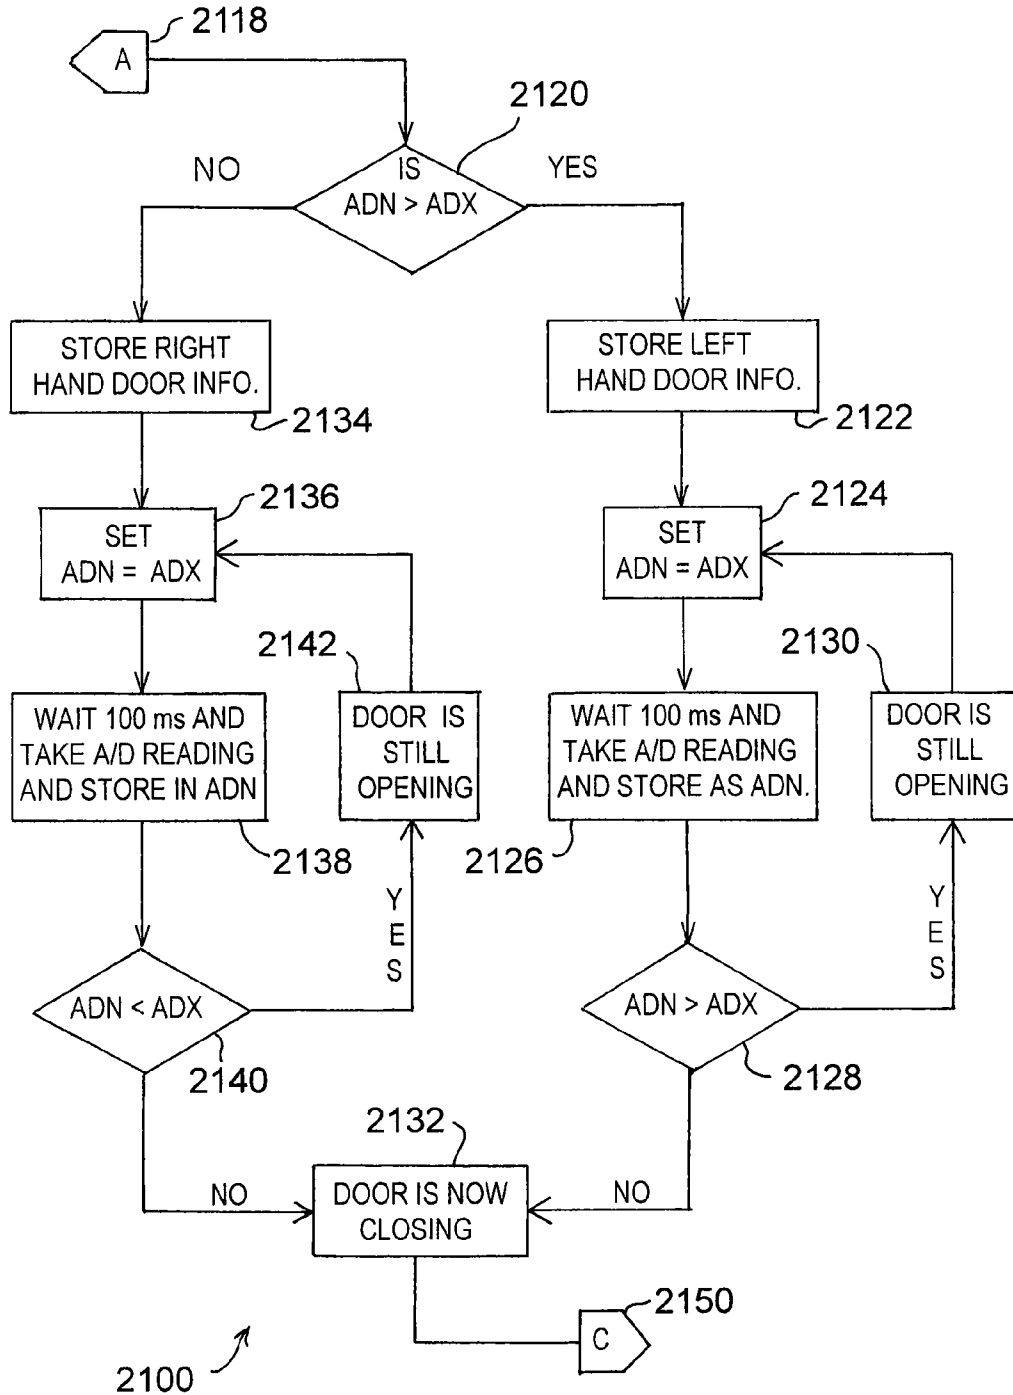 2118
A
2120
NO
IS
ADN > ADX
YES
STORE RIGHT
HAND DOOR INFO.
2134
STORE LEFT
HAND DOOR INFO.
2122
2136
SET
ADN = ADX
2124
SET
ADN = ADX
2142
DOOR IS
STILL
OPENING
2130
DOOR IS
STILL
OPENING
WAIT 100 ms AND
TAKE A/D READING
AND STORE IN ADN
2138
WAIT 100 ms AND
TAKE A/D READING
AND STORE AS ADN.
2126
YES
YES
ADN < ADX
2140
ADN > ADX
2128
2132
NO
DOOR IS NOW
CLOSING
NO
2150
C
2100